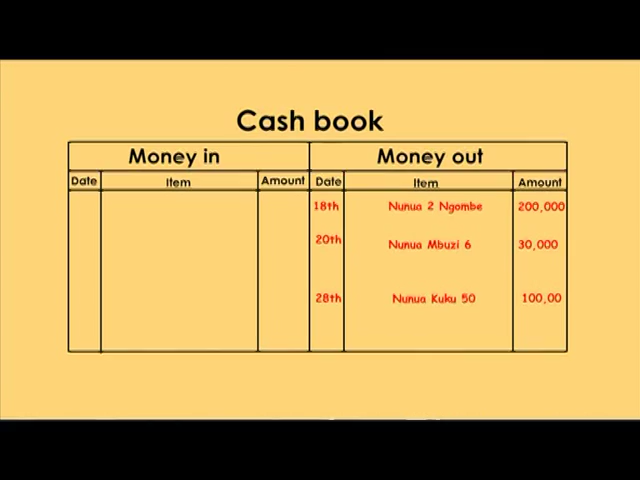 Cash book
Money in Money out
Date Item Amount Date Item Amount
18th Nunua 2 Ngombe 200,000
20th Nunua Mbuzi 6 30,000
28th Nunua Kuku 50 100,00